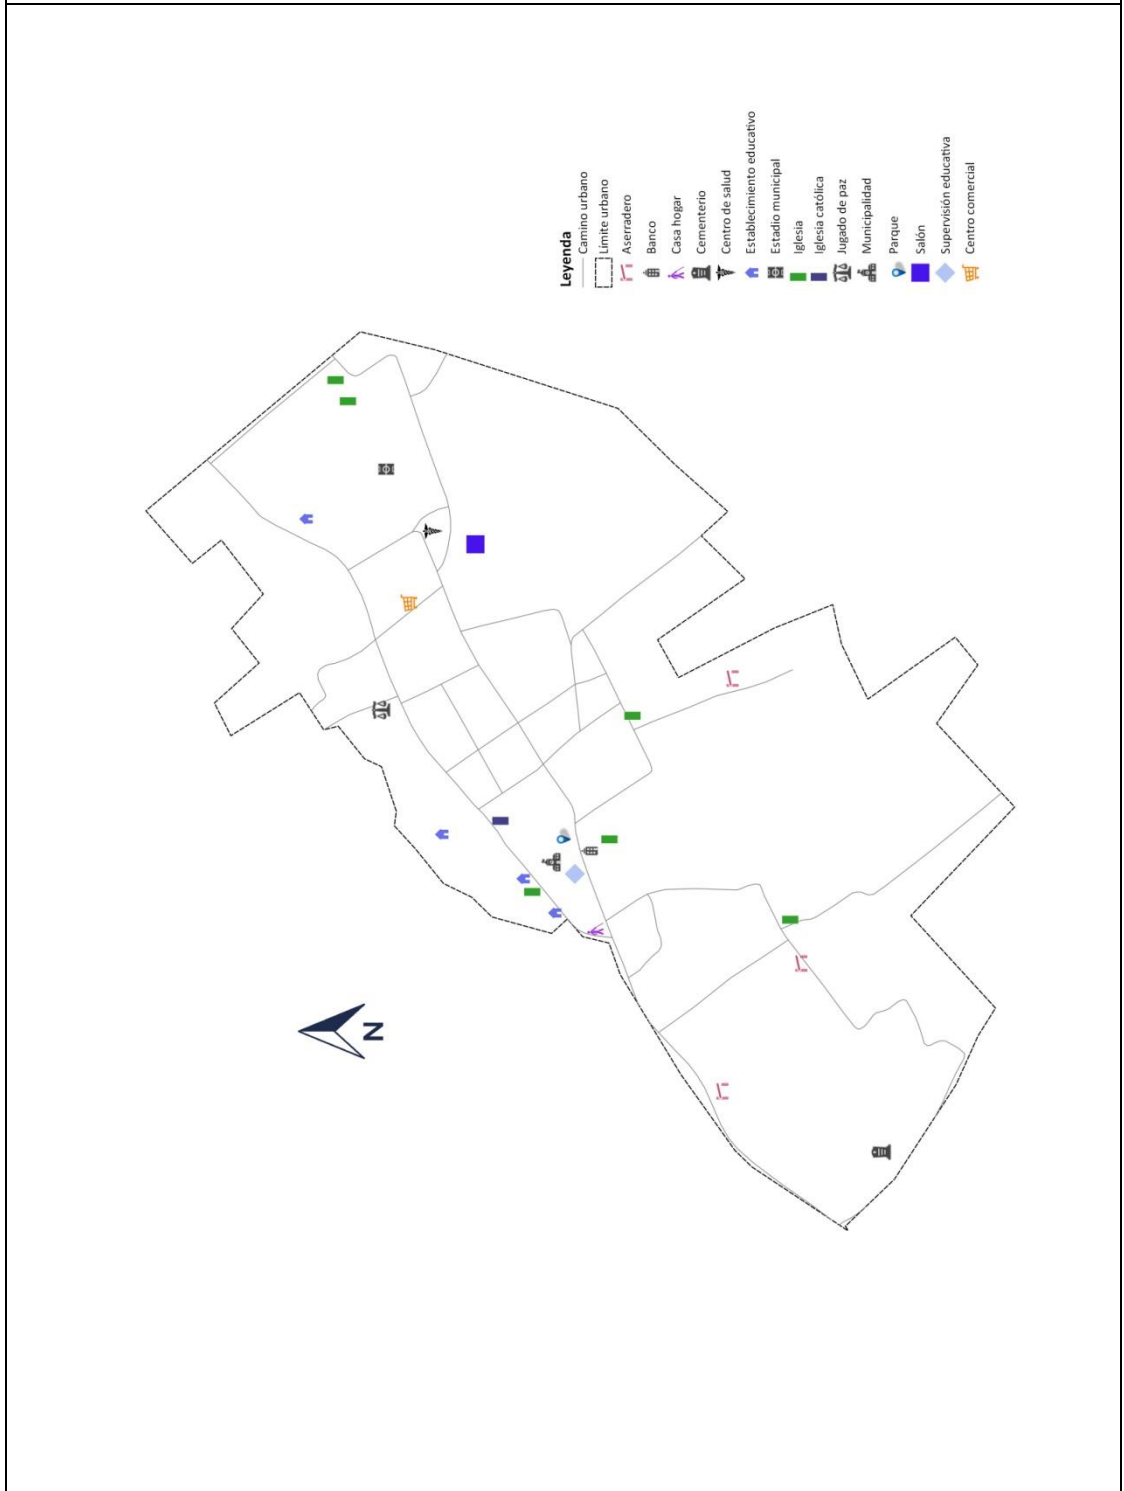 Leyenda
Camino urbano
Límite urbano
Aserradero
Banco
Casa hogar
Cementerio
Centro de salud
Establecimiento educativo
Estadio municipal
Iglesia
Iglesia católica
Jugado de paz
Municipalidad
Parque
Salón
Supervisión educativa
Centro comercial
N